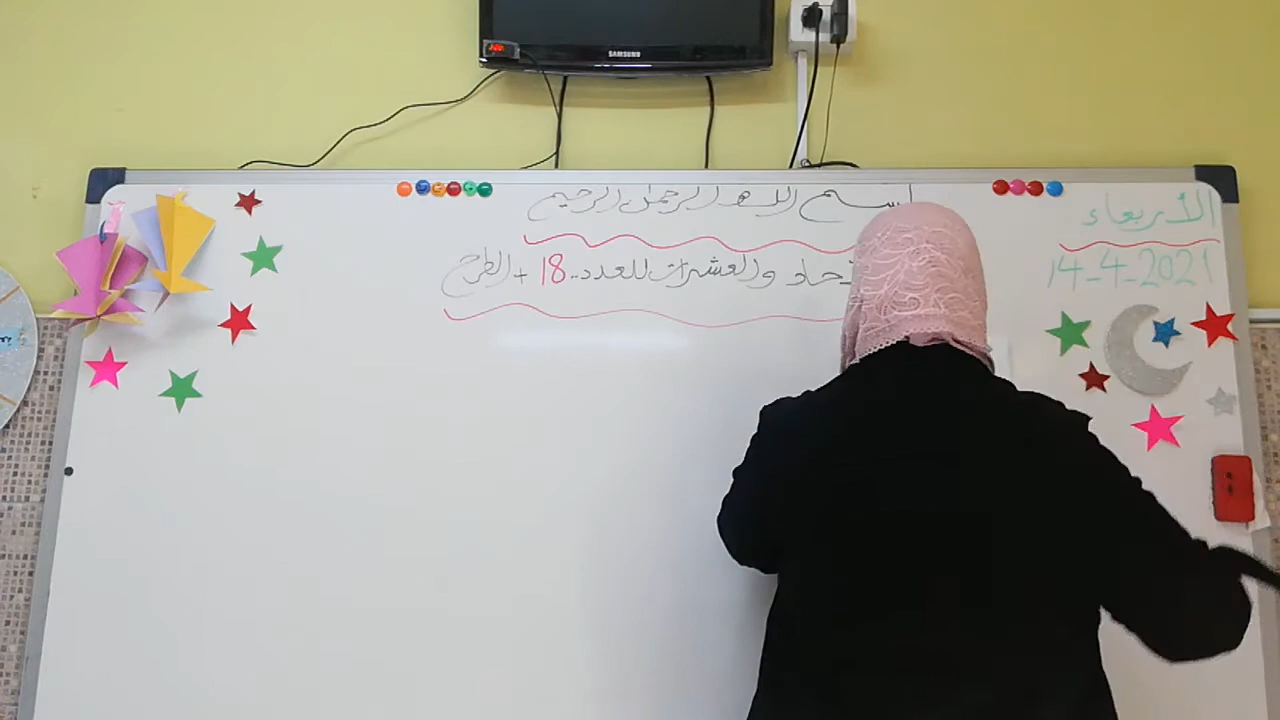 SAMSUNG
بسم الله الرحمن الرحيم
الأربعاء
14-4-2021
والعشرات للعدد.. 18 + الطرح